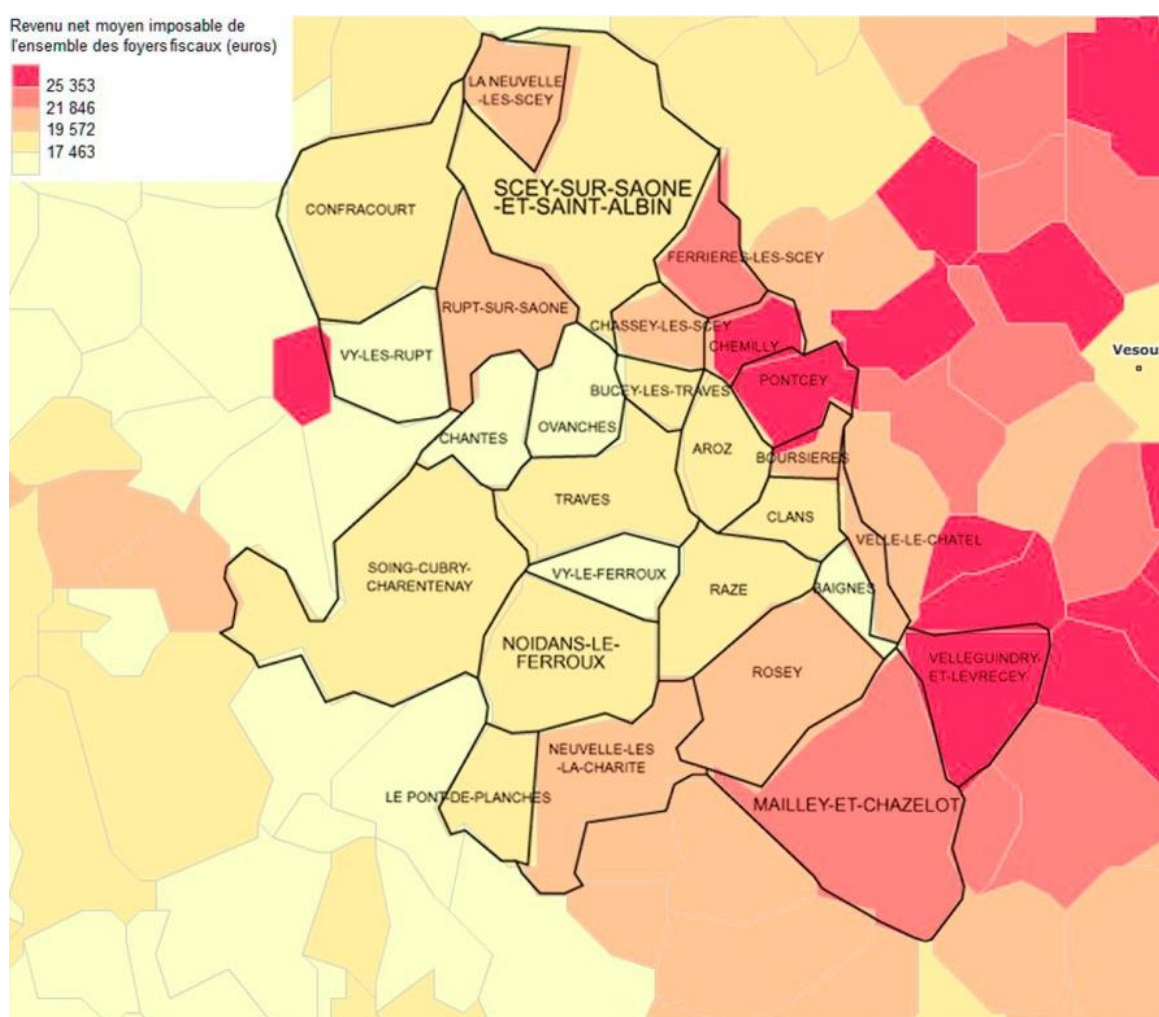 Revenu net moyen imposable de
l'ensemble des foyers fiscaux (euros)
25 353
21 846
19 572
17 463
LA NEUVELLE
-LES-SCEY
SCEY-SUR-SAONE
-ET-SAINT-ALBIN
CONFRACOURT
FERRIERES-LES-SCEY
RUPT-SUR-SAONE
CHASSEY-LES-SCEY
CHEMILLY
VY-LES-RUPT
Vesou
PONTCEY
BUCEY-LES-TRAVES
OVANCHES
CHANTES
AROZ
BOURSIERES
TRAVES
CLANS
VELLE-LE-CHATEL
SOING-CUBRY-
CHARENTENAY
VY-LE-FERROUX
RAZE
BAIGNES
NOIDANS-LE-
FERROUX
VELLEGUINDRY-
ET-LEVRECEY
ROSEY
NEUVELLE-LES
-LA-CHARITE
LE PONT-DE-PLANCHES
MAILLEY-ET-CHAZELOT